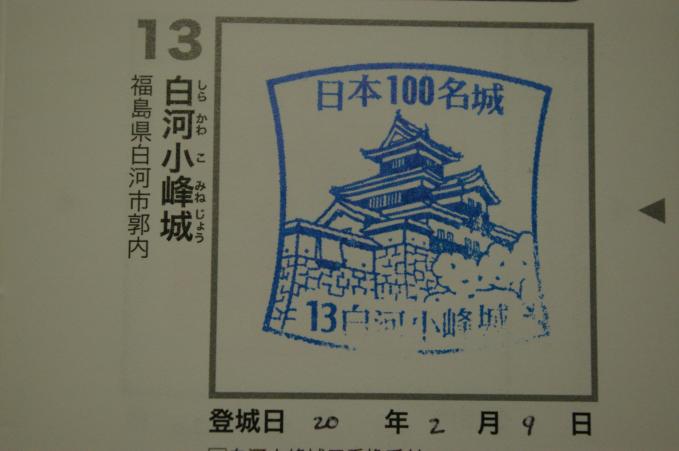 13
白河小峰城
しら かわ こ みね じょう
福島県白河市郭内
日本100名城
13白河小峰城
登城日 20 年 2 月 9 日